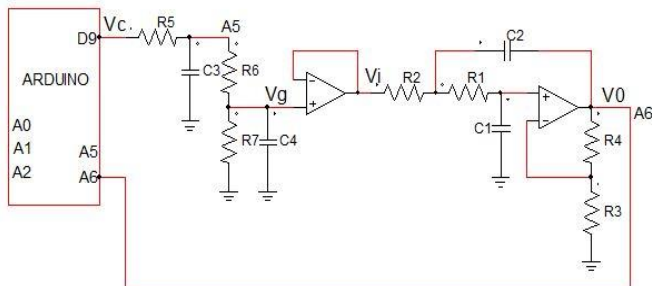 Vc
R5
A5
C2
D9
ARDUINO
C3
R6
Vg
Vi
R2
R1
V0
A6
A0
A1
A2
A5
A6
R7
C4
C1
R4
R3
-
+
+
-